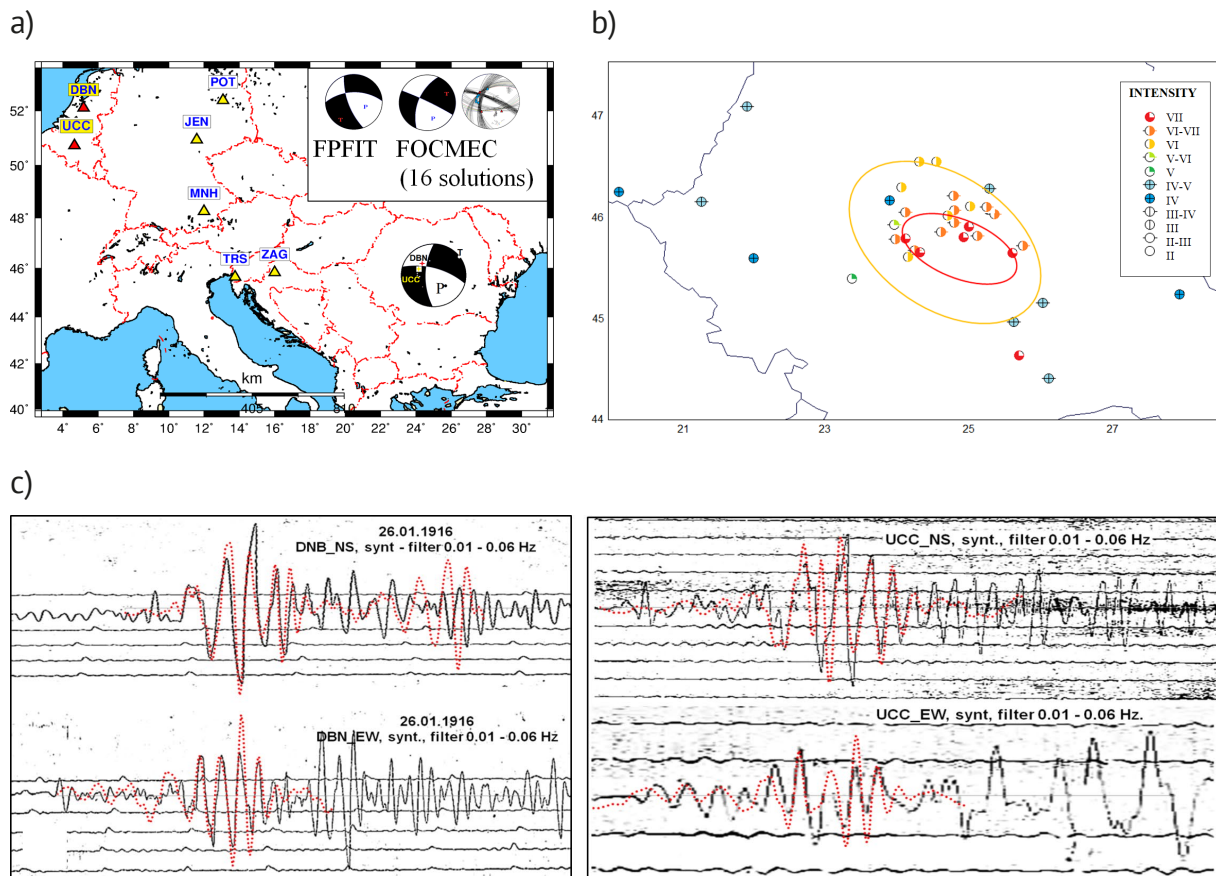 a)
52°
50°
48°
46°
44°
42°
40°
4°
6°
8°
10°
12°
14°
16°
18°
20°
22°
24°
26°
28°
30°
DBN
UCC
POT
JEN
MNH
TRS
ZAG
T
P
T
P
FPFIT FOCMEC
(16 solutions)
DBN
UCC
T
P
km
405
810
b)
47
46
45
44
21
23
25
27
INTENSITY
VII
VI-VII
VI
V-VI
V
IV-V
IV
III-IV
III
II-III
II
c)
26.01.1916
DNB_NS, synt - filter 0.01 - 0.06 Hz
26.01.1916
DBN_EW, synt., filter 0.01 - 0.06 Hz
UCC_NS, synt., filter 0.01 - 0.06 Hz
UCC_EW, synt, filter 0.01 - 0.06 Hz.